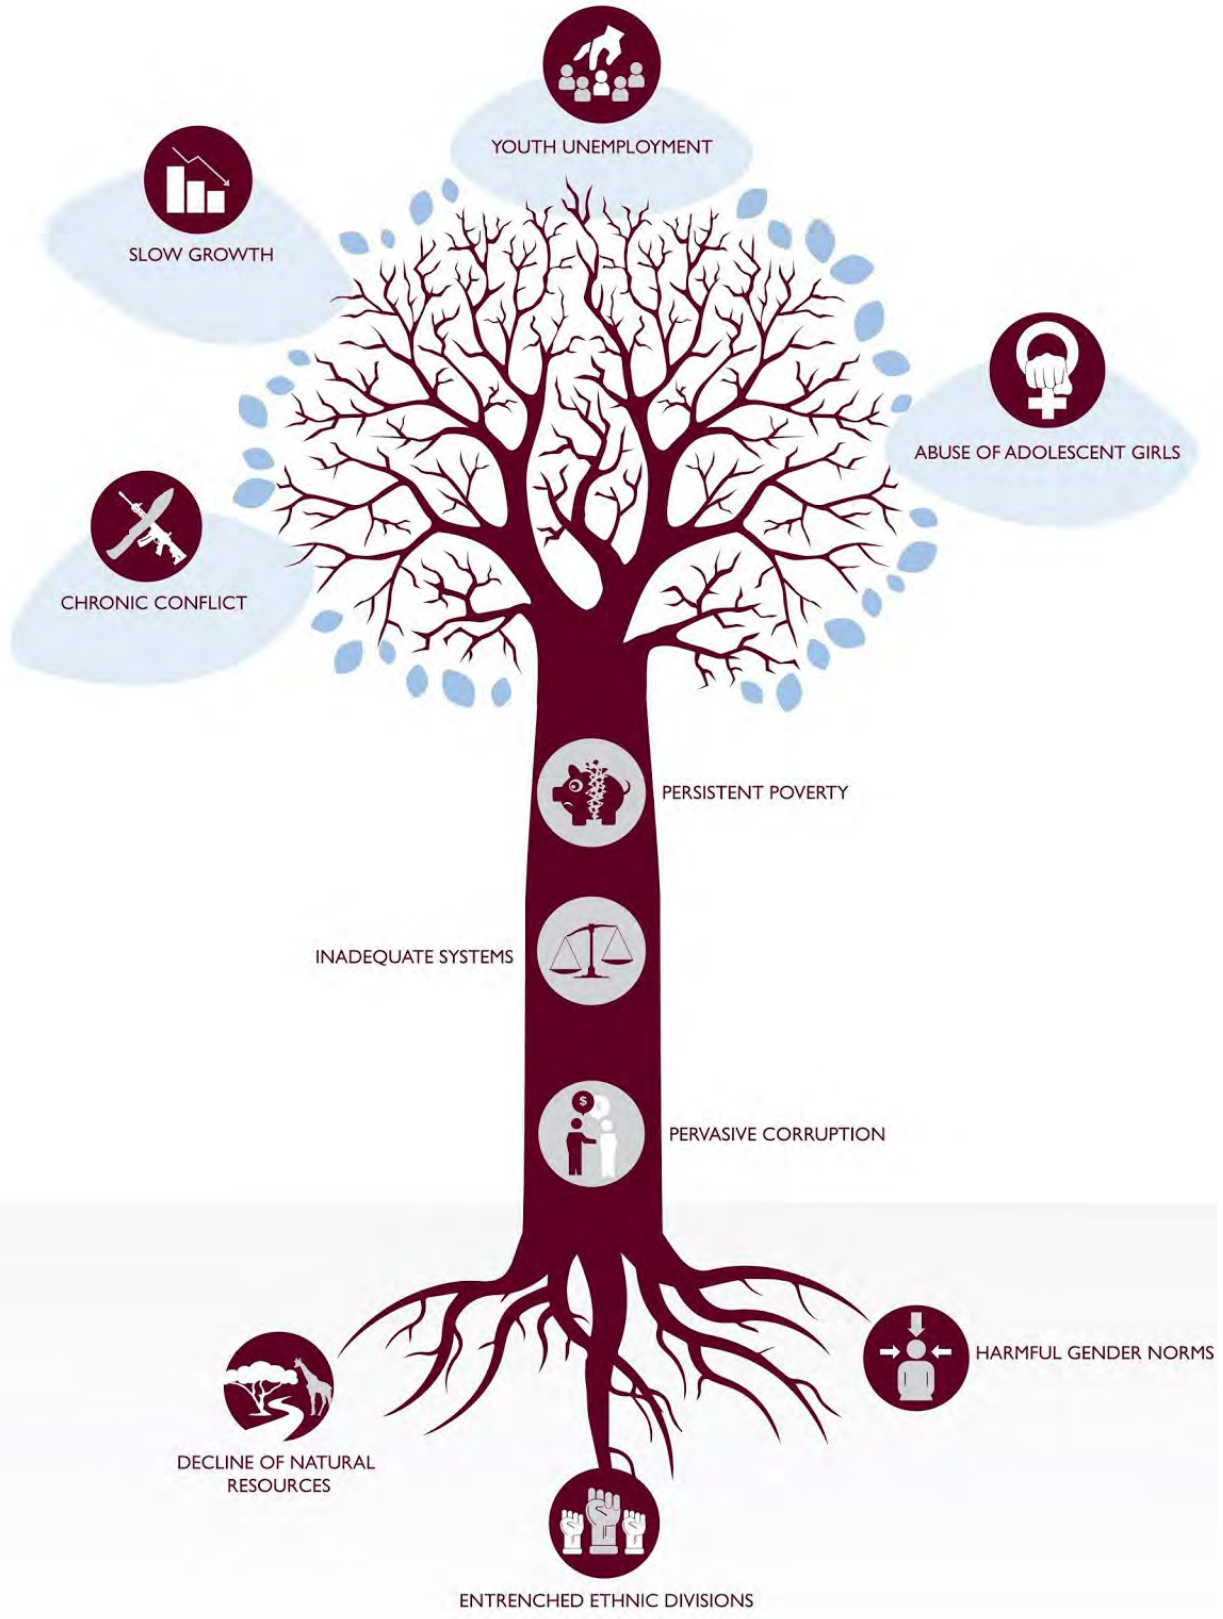 YOUTH UNEMPLOYMENT
SLOW GROWTH
ABUSE OF ADOLESCENT GIRLS
CHRONIC CONFLICT
PERSISTENT POVERTY
INADEQUATE SYSTEMS
$
$
PERVASIVE CORRUPTION
HARMFUL GENDER NORMS
DECLINE OF NATURAL
RESOURCES
ENTRENCHED ETHNIC DIVISIONS